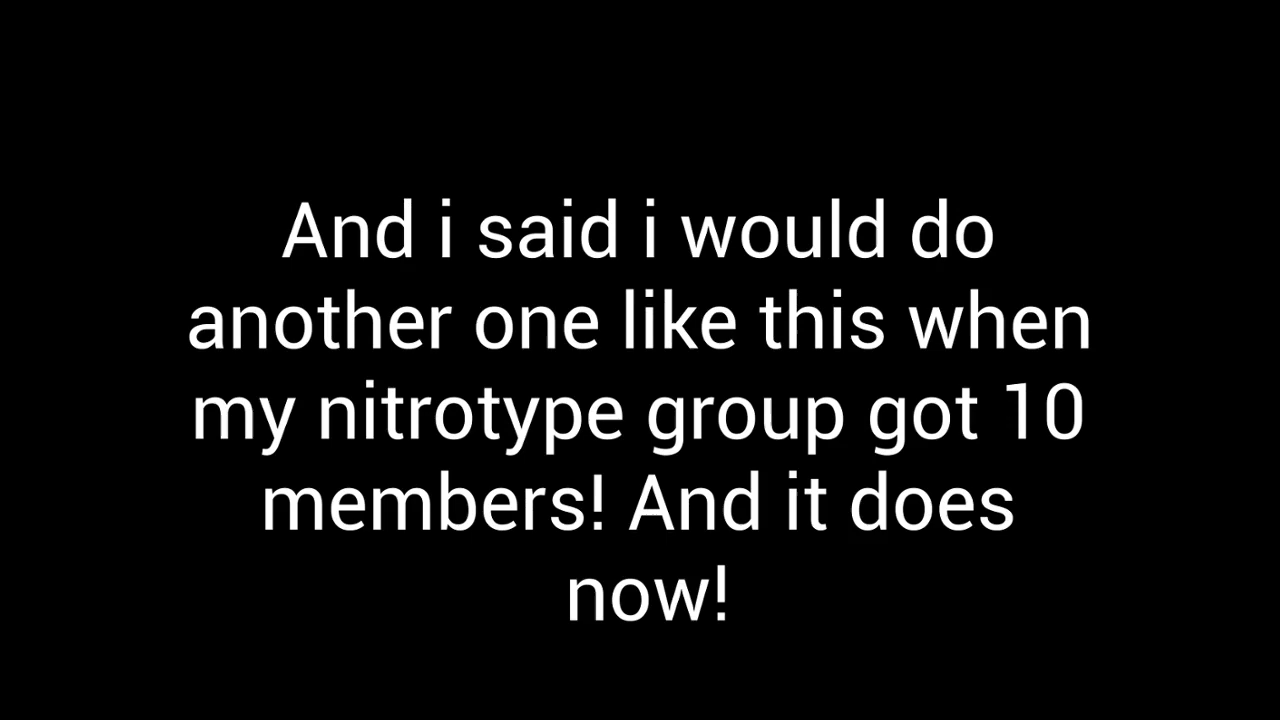 And i said i would do
another one like this when
my nitrotype group got 10
members! And it does
now!